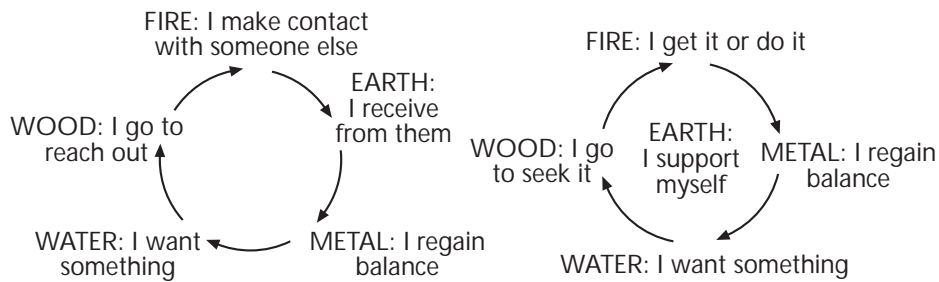 FIRE: I make contact
with someone else
EARTH:
I receive
from them
METAL: I regain
balance
WATER: I want
something
WOOD: I go to
reach out
FIRE: I get it or do it
METAL: I regain
balance
WATER: I want something
WOOD: I go
to seek it
EARTH:
I support
myself